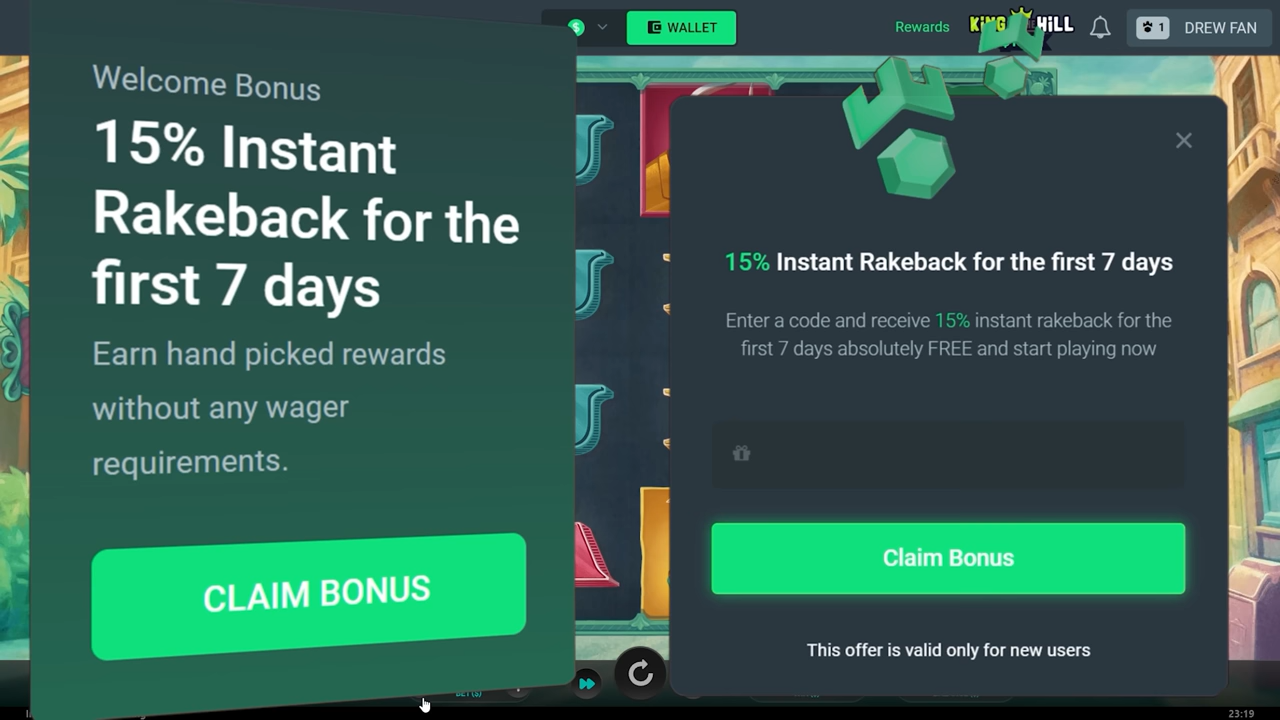 WALLET
Rewards
KING HILL
1
DREW FAN
Welcome Bonus
15% Instant
Rakeback for the
first 7 days
Earn hand picked rewards
without any wager
requirements.
CLAIM BONUS
15% Instant Rakeback for the first 7 days
Enter a code and receive 15% instant rakeback for the
first 7 days absolutely FREE and start playing now
Claim Bonus
This offer is valid only for new users
23:19